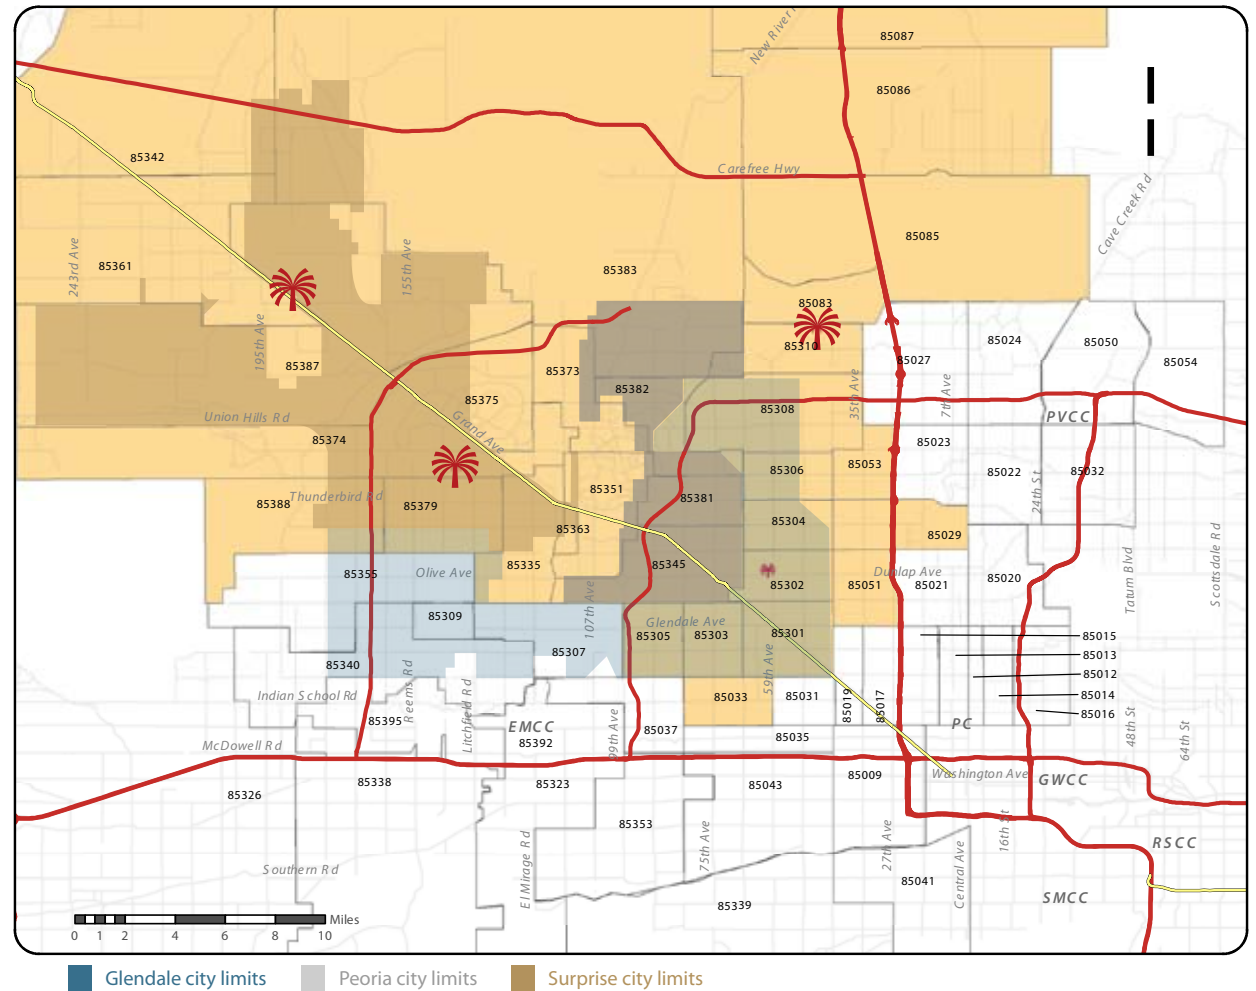 New River
85087
85086
85342
Carefree Hwy
Cave Creek Rd
85085
243rd Ave
85361
155th Ave
85383
85083
195th Ave
85310
85027
85024
85050
85054
85387
85373
85382
35th Ave
7th Ave
85375
85308
PVCC
Union Hills Rd
Grand Ave
85374
85023
85053
85306
85022
24th St
85032
Thunderbird Rd
85388
85379
85351
85381
85363
85304
85029
Scottsdale Rd
85355
Olive Ave
85335
85345
Dunlap Ave
85302
85051
85021
85020
Tatum Blvd
107th Ave
85309
Glendale Ave
85305
85303
85301
85015
85013
85012
85014
85016
85307
85340
59th Ave
Indian School Rd
Reems Rd
Litchfield Rd
85033
85031
85019
85017
85395
EMCC
85392
99th Ave
85037
85035
PC
48th St
64th St
McDowell Rd
85338
85323
85043
85009
Washington Ave
GWCC
85326
85353
75th Ave
27th Ave
16th St
RSCC
Southern Rd
El Mirage Rd
Central Ave
85041
SMCC
85339
Miles
0 1 2 4 6 8 10
Glendale city limits
Peoria city limits
Surprise city limits